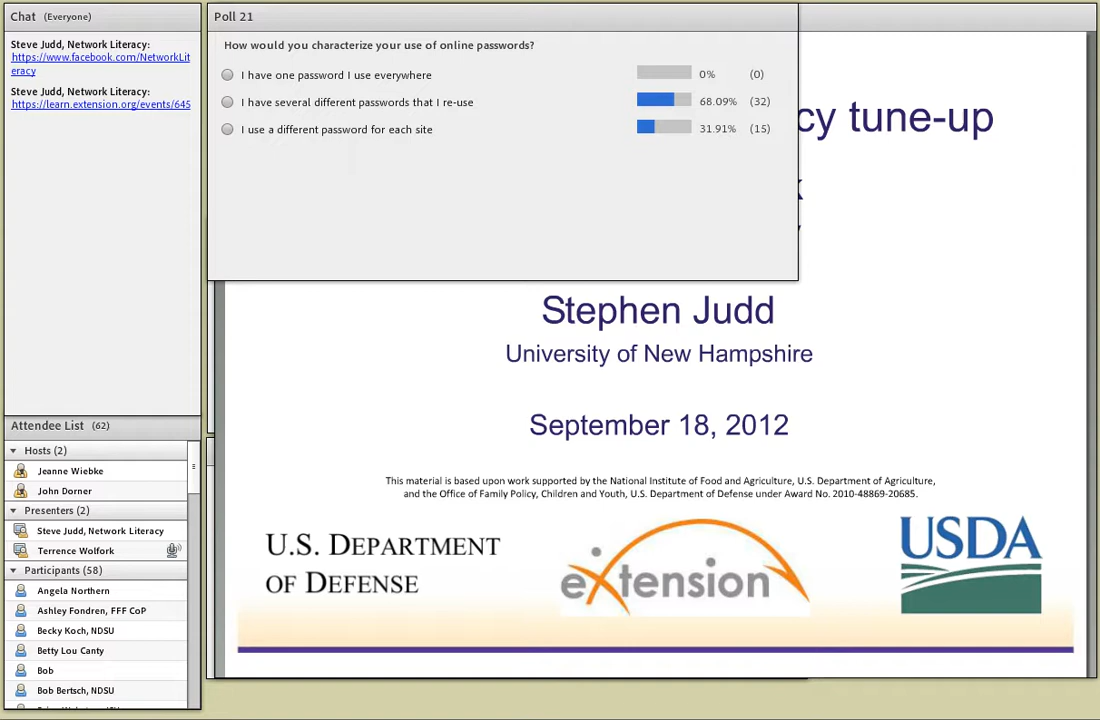 Chat (Everyone)
Steve Judd, Network Literacy:
https://www.facebook.com/NetworkLit
eracy
Steve Judd, Network Literacy:
https://learn.extension.org/events/645
Poll 21
How would you characterize your use of online passwords?
I have one password I use everywhere 0% (0)
I have several different passwords that I re-use 68.09% (32)
I use a different password for each site 31.91% (15)
cy tune-up
Stephen Judd
University of New Hampshire
September 18, 2012
This material is based upon work supported by the National Institute of Food and Agriculture, U.S. Department of Agriculture,
and the Office of Family Policy, Children and Youth, U.S. Department of Defense under Award No. 2010-48869-20685.
U.S. DEPARTMENT
OF DEFENSE
eXtension
USDA
Attendee List (62)
Hosts (2)
Jeanne Wiebke
John Dorner
Presenters (2)
Steve Judd, Network Literacy
Terrence Wolfork
Participants (58)
Angela Northern
Ashley Fondren, FFF CoP
Becky Koch, NDSU
Betty Lou Canty
Bob
Bob Bertsch, NDSU